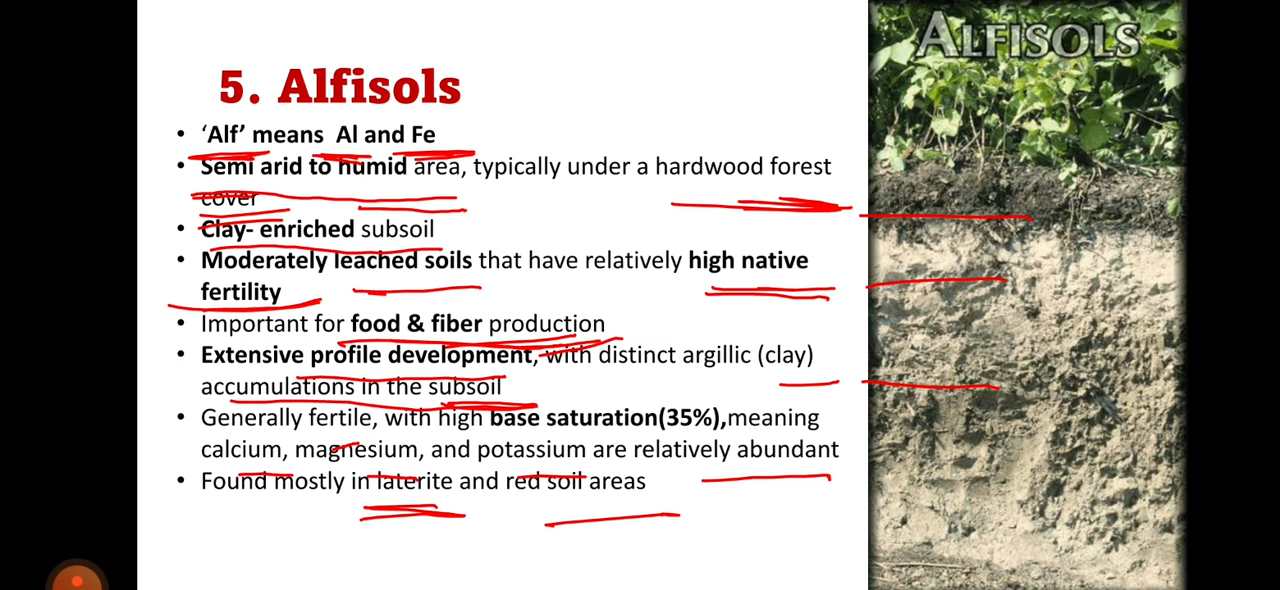 ALFISOLS
5. Alfisols
• ‘Alf’ means Al and Fe
• Semi arid to humid area, typically under a hardwood forest
cover
• Clay- enriched subsoil
• Moderately leached soils that have relatively high native
fertility
• Important for food & fiber production
• Extensive profile development, with distinct argillic (clay)
accumulations in the subsoil
• Generally fertile, with high base saturation(35%),meaning
calcium, magnesium, and potassium are relatively abundant
• Found mostly in laterite and red soil areas